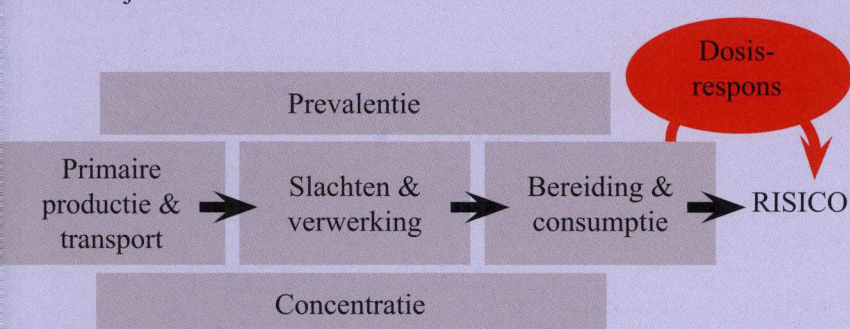 Dosis-
respons
Prevalentie
Primaire
productie &
transport
Slachten &
verwerking
Bereiding &
consumptie
RISICO
Concentratie